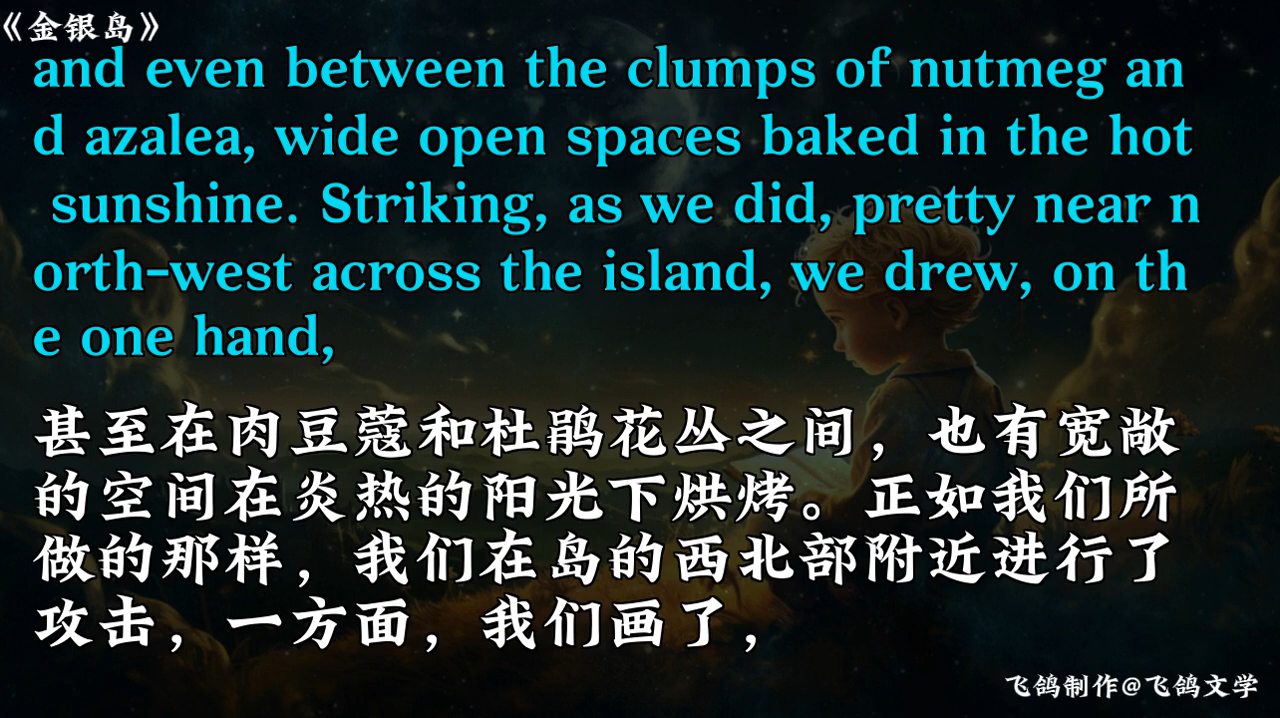 《金银岛》
and even between the clumps of nutmeg an
d azalea, wide open spaces baked in the hot
sunshine. Striking, as we did, pretty near n
orth-west across the island, we drew, on th
e one hand,
甚至在肉豆蔻和杜鹃花丛之间，也有宽敞
的空间在炎热的阳光下烘烤。正如我们所
做的那样，我们在岛的西北部附近进行了
攻击，一方面，我们画了，
飞鸽制作@飞鸽文学